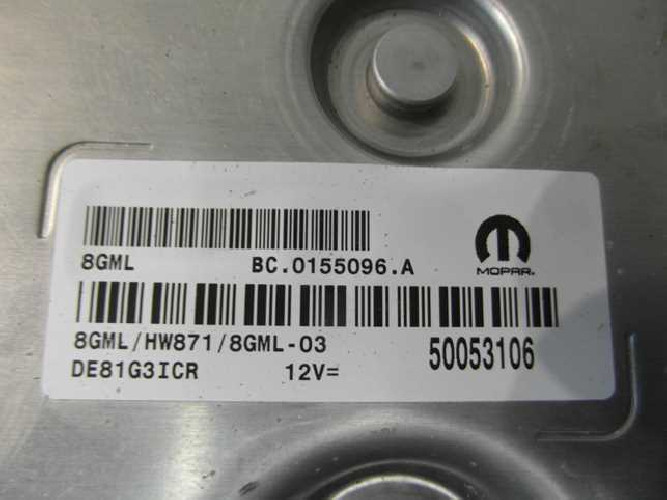 8GML BC.0155096.A
MOPAR.
8GML/HW871/8GML-03
50053106
DE81G3ICR 12V=